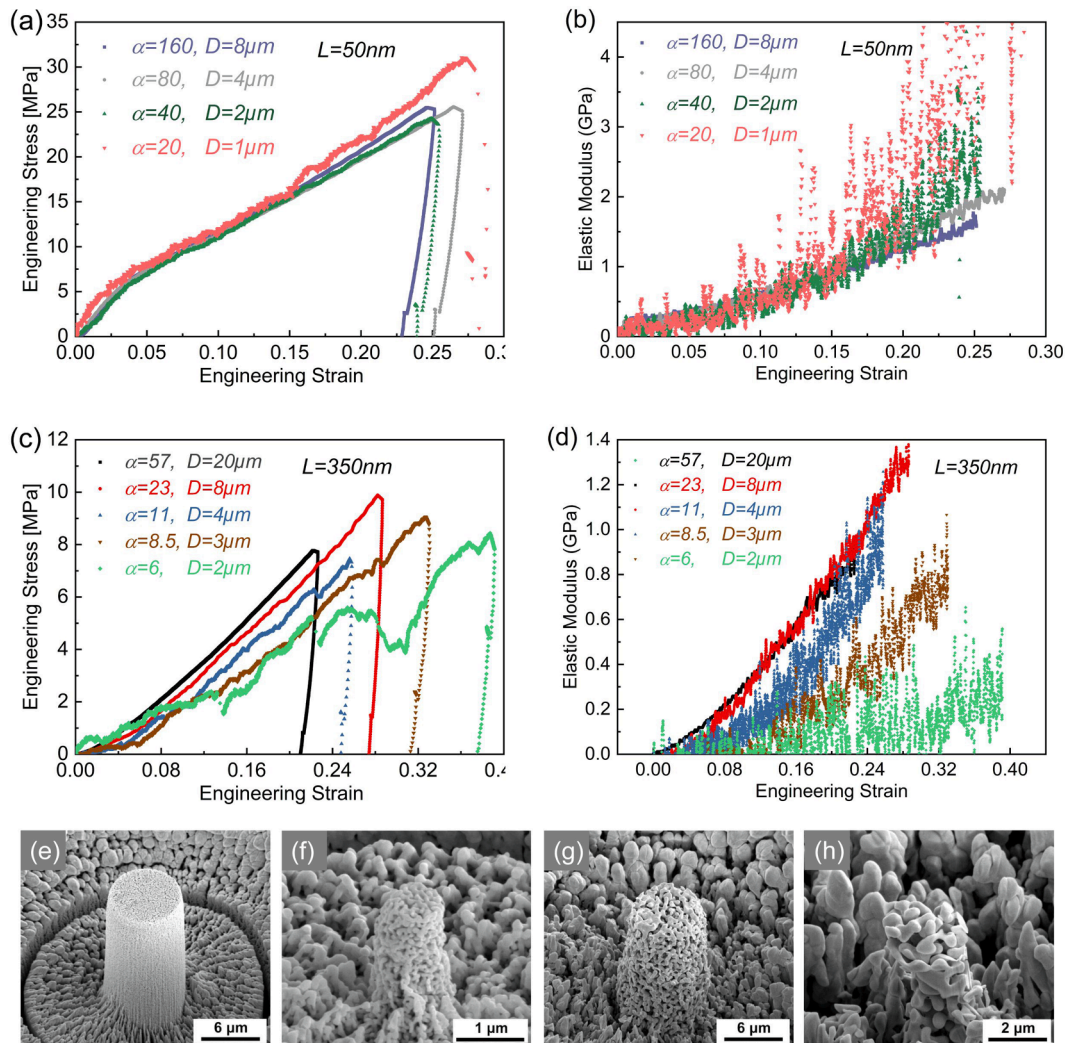 (a)
35
30
25
20
15
10
5
0
Engineering Stress [MPa]
α=160, D=8µm
α=80, D=4µm
α=40, D=2µm
α=20, D=1µm
L=50nm
0.00 0.05 0.10 0.15 0.20 0.25 0.3
Engineering Strain
(b)
4
3
2
1
0
Elastic Modulus (GPa)
α=160, D=8µm
α=80, D=4µm
α=40, D=2µm
α=20, D=1µm
L=50nm
0.00 0.05 0.10 0.15 0.20 0.25 0.30
Engineering Strain
(c)
12
10
8
6
4
2
0
Engineering Stress [MPa]
α=57, D=20µm
α=23, D=8µm
α=11, D=4µm
α=8.5, D=3µm
α=6, D=2µm
L=350nm
0.00 0.08 0.16 0.24 0.32 0.4
Engineering Strain
(d)
1.4
1.2
1.0
0.8
0.6
0.4
0.2
0.0
Elastic Modulus (GPa)
α=57, D=20µm
α=23, D=8µm
α=11, D=4µm
α=8.5, D=3µm
α=6, D=2µm
L=350nm
0.00 0.08 0.16 0.24 0.32 0.40
Engineering Strain
(e)
6 µm
(f)
1 µm
(g)
6 µm
(h)
2 µm